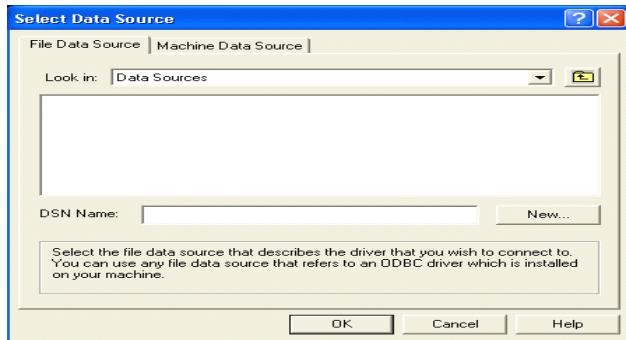 Select Data Source
File Data Source Machine Data Source
Look in: Data Sources
DSN Name: New...
Select the file data source that describes the driver that you wish to connect to.
You can use any file data source that refers to an ODBC driver which is installed
on your machine.
OK Cancel Help